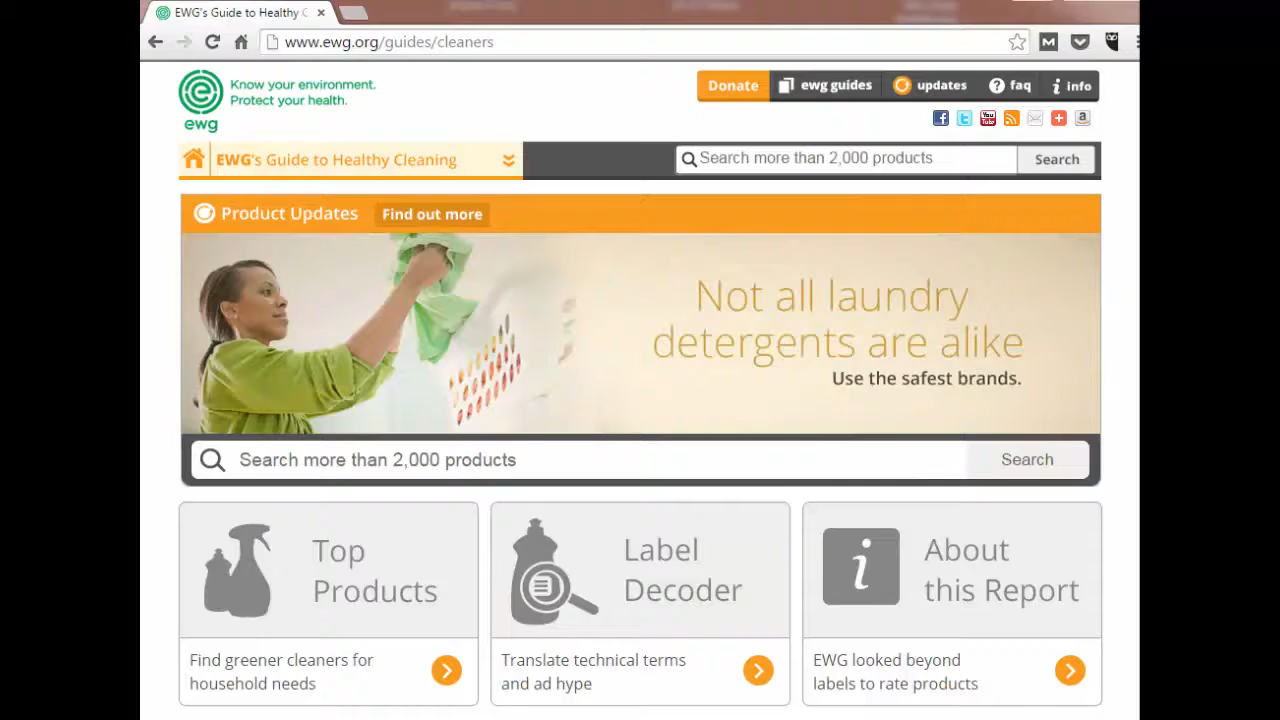 EWG's Guide to Healthy C
www.ewg.org/guides/cleaners
Know your environment.
Protect your health.
ewg
Donate
ewg guides
updates
faq
info
EWG's Guide to Healthy Cleaning
Search more than 2,000 products
Search
Product Updates
Find out more
Not all laundry
detergents are alike
Use the safest brands.
Search more than 2,000 products
Search
Top
Products
Find greener cleaners for
household needs
Label
Decoder
Translate technical terms
and ad hype
About
this Report
EWG looked beyond
labels to rate products